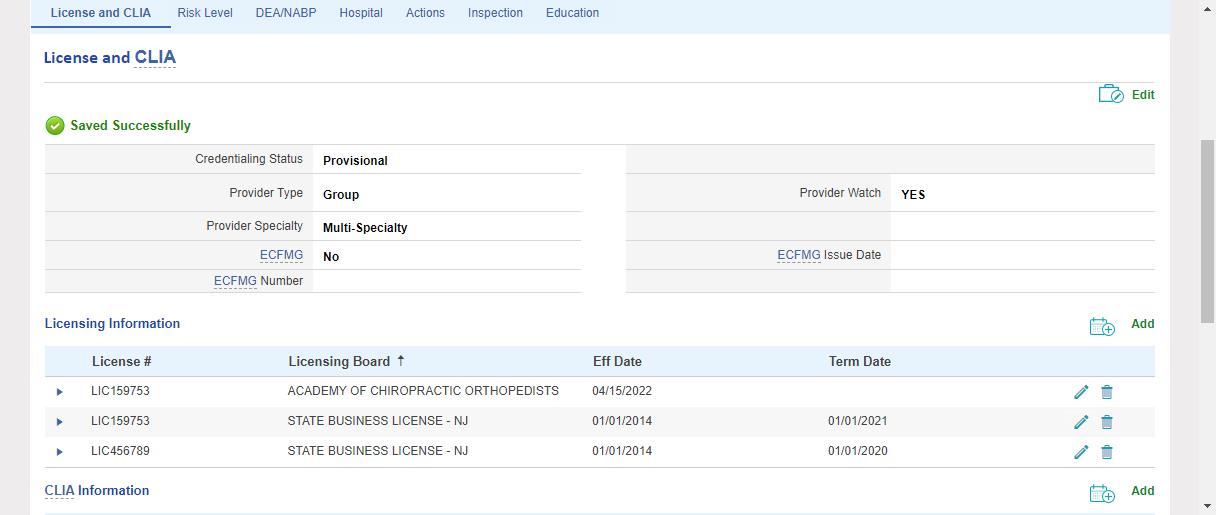 License and CLIA Risk Level DEA/NABP Hospital Actions Inspection Education
License and CLIA
Edit
Saved Successfully
Credentialing Status Provisional
Provider Type Group Provider Watch YES
Provider Specialty Multi-Specialty
ECFMG No ECFMG Issue Date
ECFMG Number
Licensing Information Add
License # Licensing Board ↑ Eff Date Term Date
LIC159753 ACADEMY OF CHIROPRACTIC ORTHOPEDISTS 04/15/2022
LIC159753 STATE BUSINESS LICENSE - NJ 01/01/2014 01/01/2021
LIC456789 STATE BUSINESS LICENSE - NJ 01/01/2014 01/01/2020
CLIA Information Add